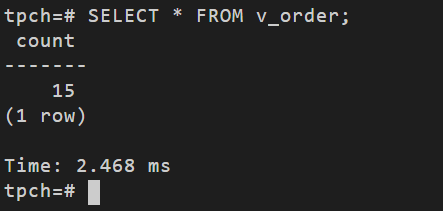 tpch=# SELECT * FROM v_order;
 count
-------
    15
(1 row)

Time: 2.468 ms
tpch=#